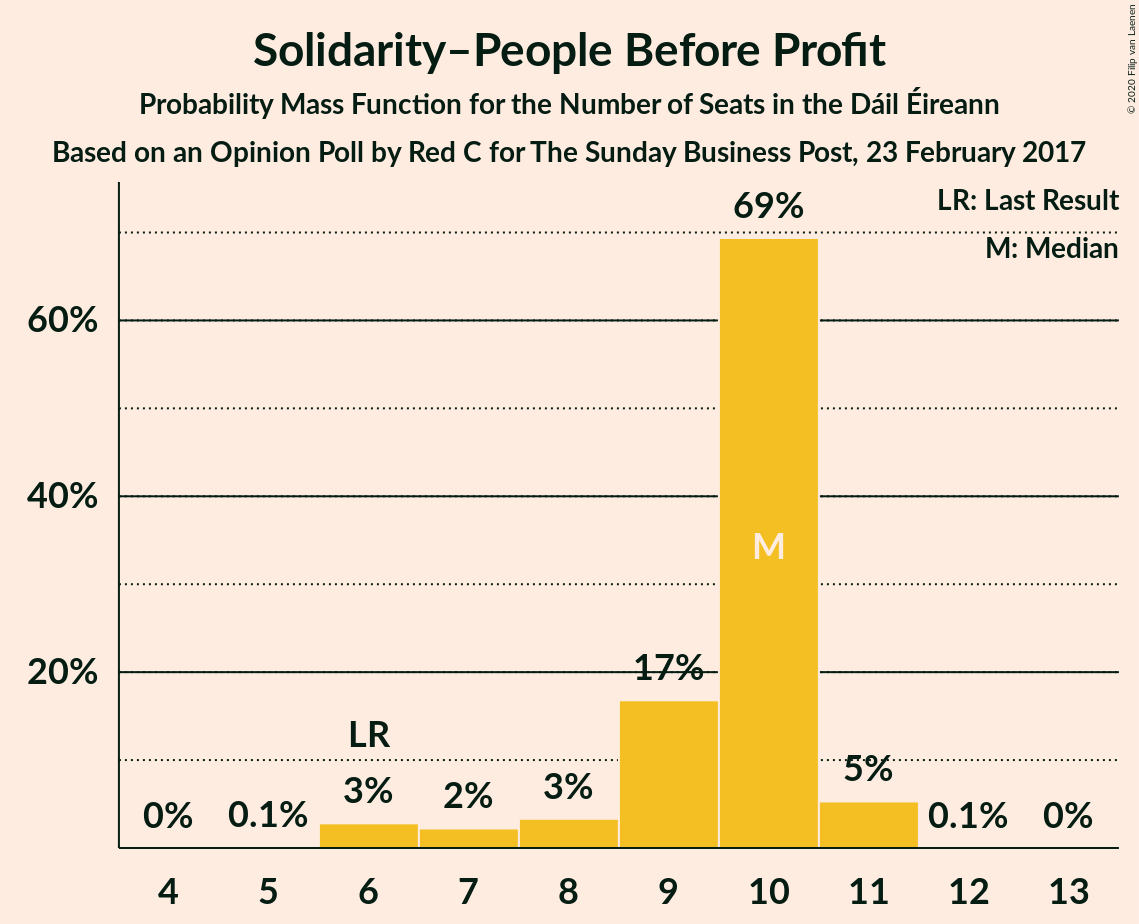 Solidarity–People Before Profit
Probability Mass Function for the Number of Seats in the Dáil Éireann
Based on an Opinion Poll by Red C for The Sunday Business Post, 23 February 2017
© 2020 Filip van Laenen
LR: Last Result
M: Median
60%
40%
20%
0%
0.1%
LR
3%
2%
3%
17%
69%
M
5%
0.1%
0%
4 5 6 7 8 9 10 11 12 13